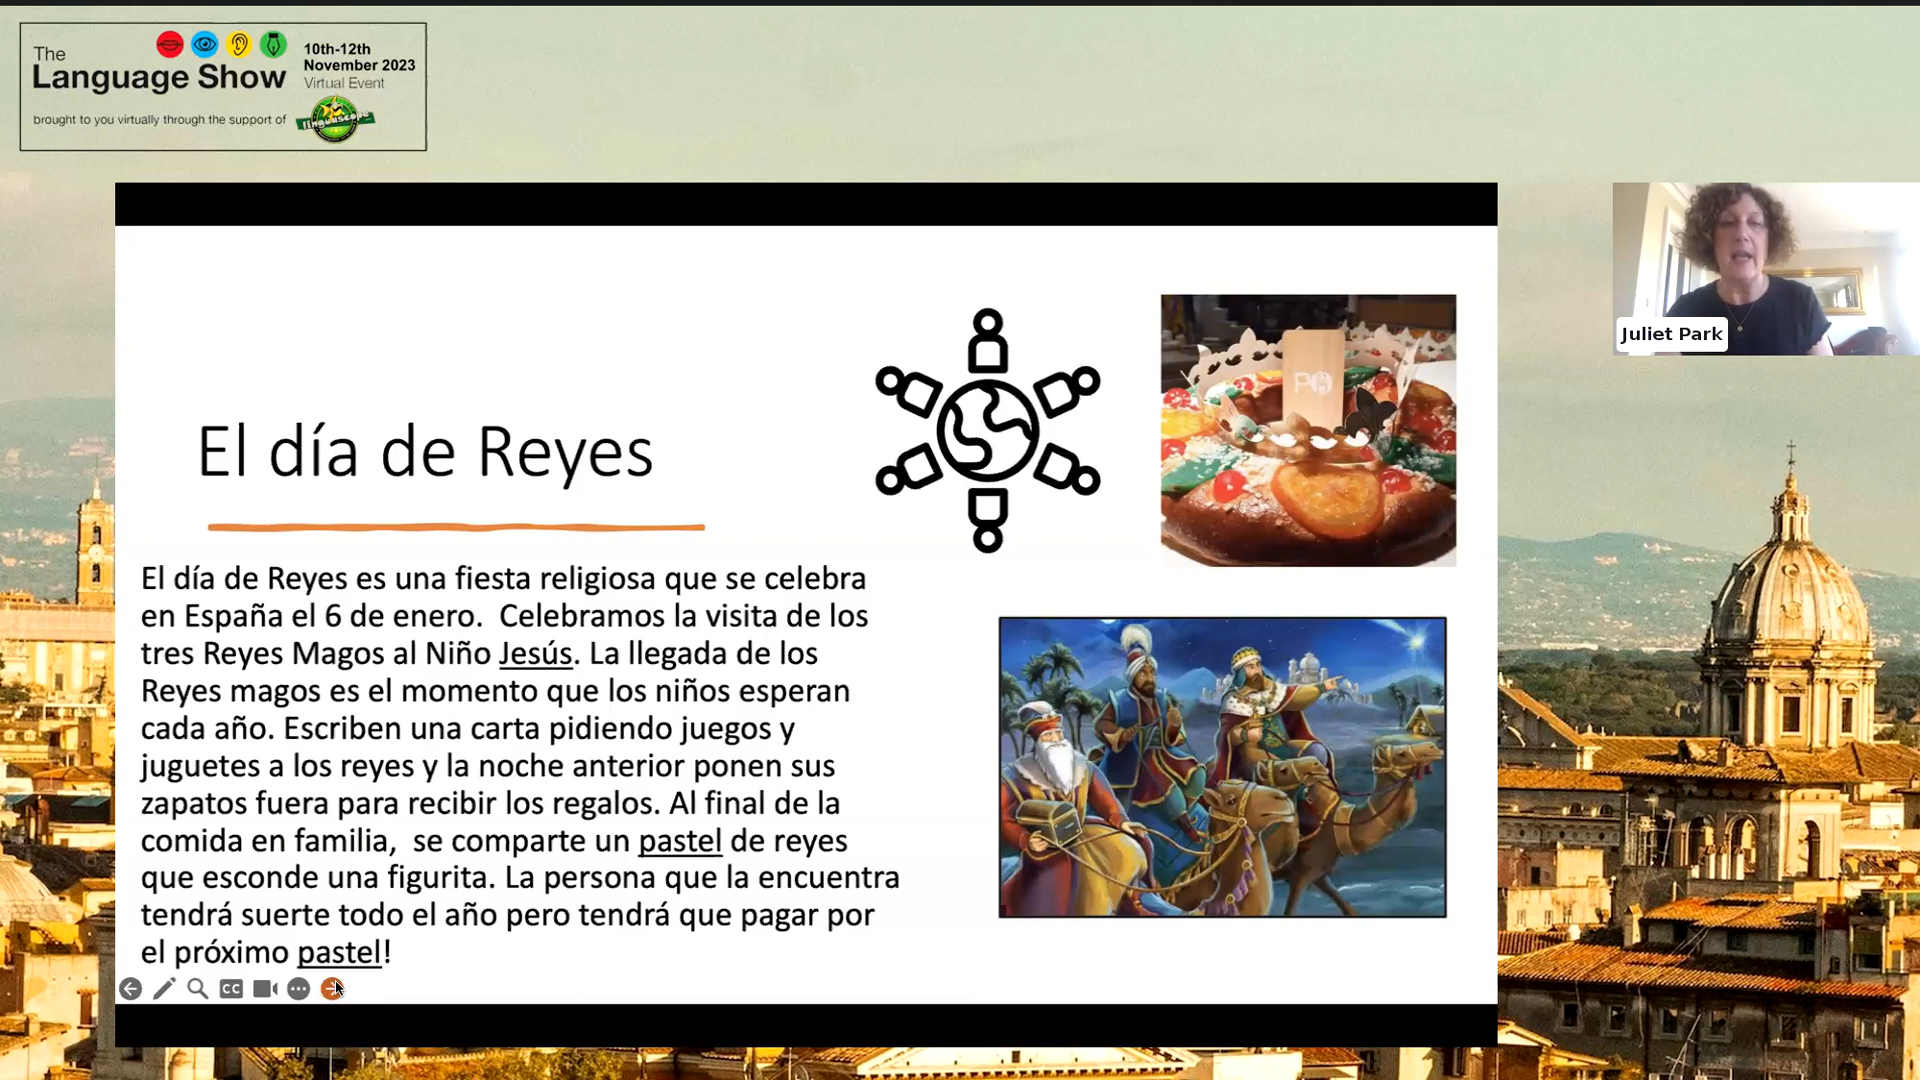 The
Language Show
10th-12th
November 2023
Virtual Event
brought to you virtually through the support of
linguascope
Juliet Park
El día de Reyes
El día de Reyes es una fiesta religiosa que se celebra
en España el 6 de enero.  Celebramos la visita de los
tres Reyes Magos al Niño Jesús. La llegada de los
Reyes magos es el momento que los niños esperan
cada año. Escriben una carta pidiendo juegos y
juguetes a los reyes y la noche anterior ponen sus
zapatos fuera para recibir los regalos. Al final de la
comida en familia,  se comparte un pastel de reyes
que esconde una figurita. La persona que la encuentra
tendrá suerte todo el año pero tendrá que pagar por
el próximo pastel!
CC